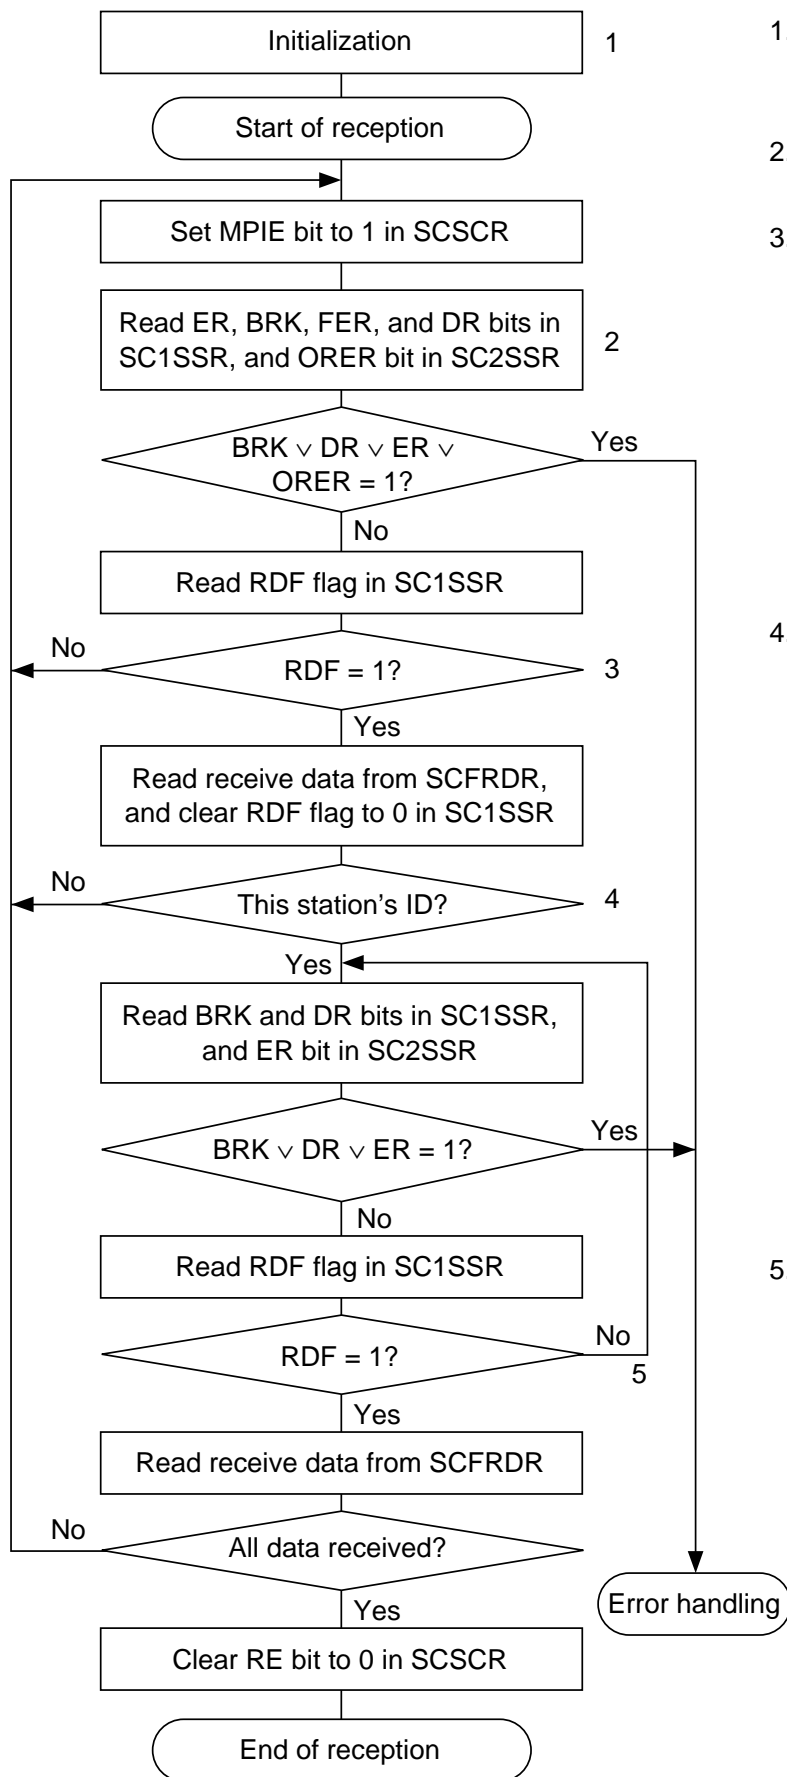 Initialization
1
1.
Start of reception
2.
Set MPIE bit to 1 in SCSCR
3.
Read ER, BRK, FER, and DR bits in
SC1SSR, and ORER bit in SC2SSR
2
BRK ∨ DR ∨ ER ∨
ORER = 1?
Yes
No
Read RDF flag in SC1SSR
4.
No
RDF = 1?
3
Yes
Read receive data from SCFRDR,
and clear RDF flag to 0 in SC1SSR
No
This station's ID?
4
Yes
Read BRK and DR bits in SC1SSR,
and ER bit in SC2SSR
BRK ∨ DR ∨ ER = 1?
Yes
No
Read RDF flag in SC1SSR
5.
RDF = 1?
No
5
Yes
Read receive data from SCFRDR
No
All data received?
Yes
Error handling
Clear RE bit to 0 in SCSCR
End of reception